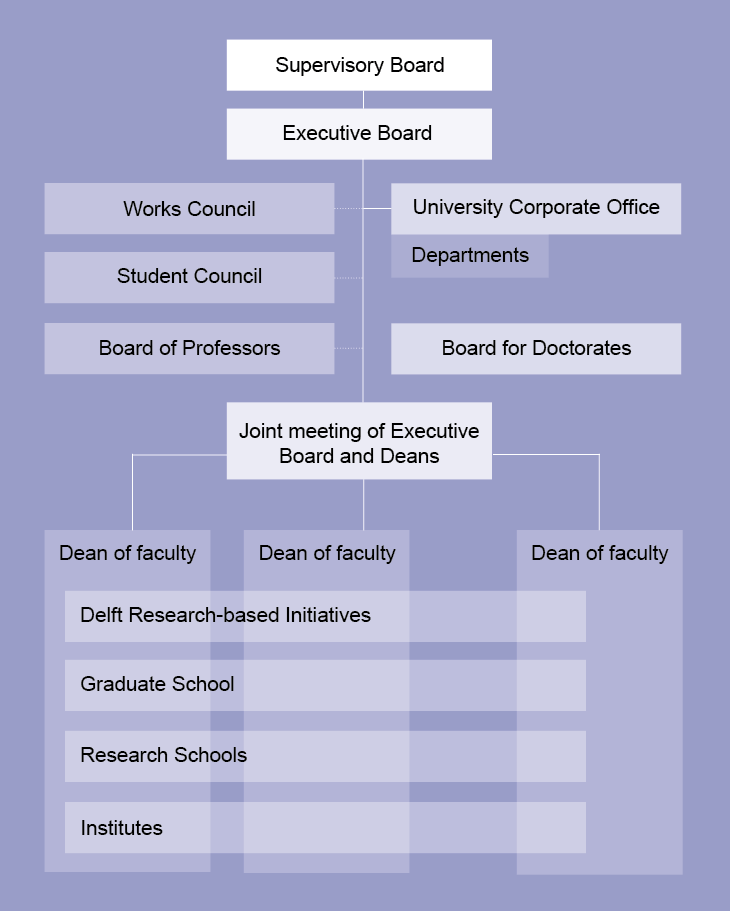 Supervisory Board
Executive Board
Works Council
University Corporate Office
Departments
Student Council
Board of Professors
Board for Doctorates
Joint meeting of Executive
Board and Deans
Dean of faculty
Dean of faculty
Dean of faculty
Delft Research-based Initiatives
Graduate School
Research Schools
Institutes